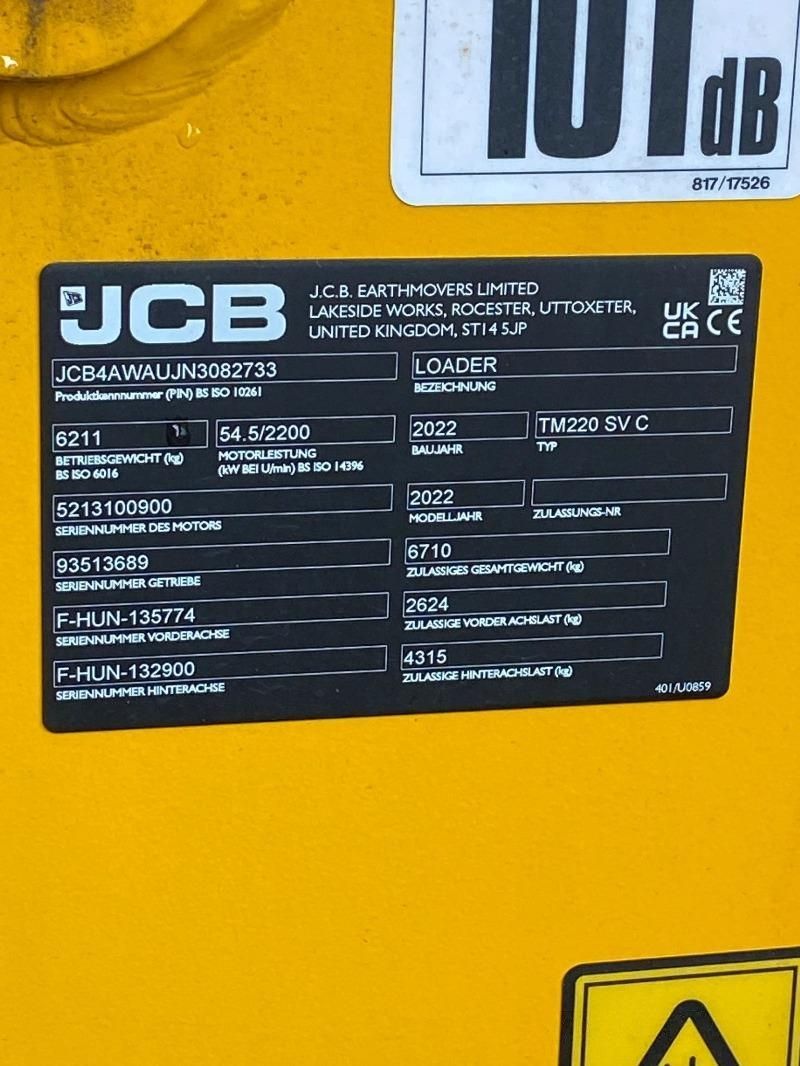 101dB
817/17526
JCB
J.C.B. EARTHMOVERS LIMITED
LAKESIDE WORKS, ROCESTER, UTTOXETER,
UNITED KINGDOM, ST14 5JP
UK
CA CE
JCB4AWAUJN3082733
Produktkennnummer (PIN) BS ISO 10261
LOADER
BEZEICHNUNG
6211
BETRIEBSGEWICHT (kg)
BS ISO 6016
54.5/2200
MOTORLEISTUNG
(kW BEI U/min) BS ISO 14396
2022
BAUJAHR
TM220 SV C
TYP
5213100900
SERIENNUMMER DES MOTORS
2022
MODELLJAHR
ZULASSUNGS-NR
93513689
SERIENNUMMER GETRIEBE
6710
ZULASSIGES GESAMTGEWICHT (kg)
F-HUN-135774
SERIENNUMMER VORDERACHSE
2624
ZULASSIGE VORDER ACHSLAST (kg)
F-HUN-132900
SERIENNUMMER HINTERACHSE
4315
ZULASSIGE HINTERACHSLAST (kg)
401/U0859